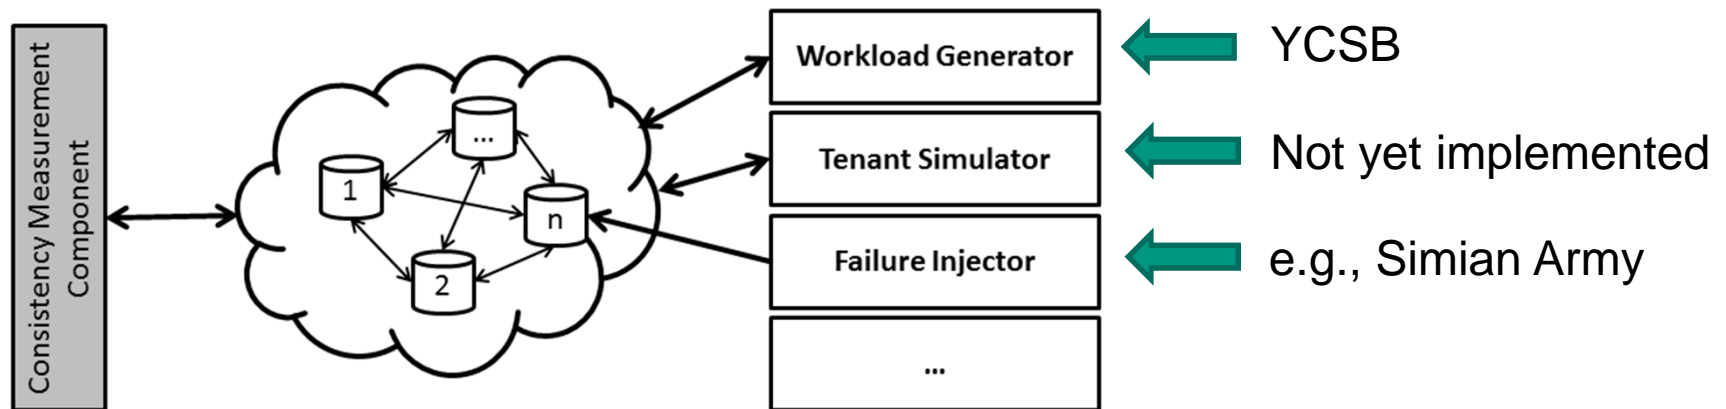 Consistency Measurement
Component
...
1
n
2
Workload Generator
Tenant Simulator
Failure Injector
...
YCSB
Not yet implemented
e.g., Simian Army